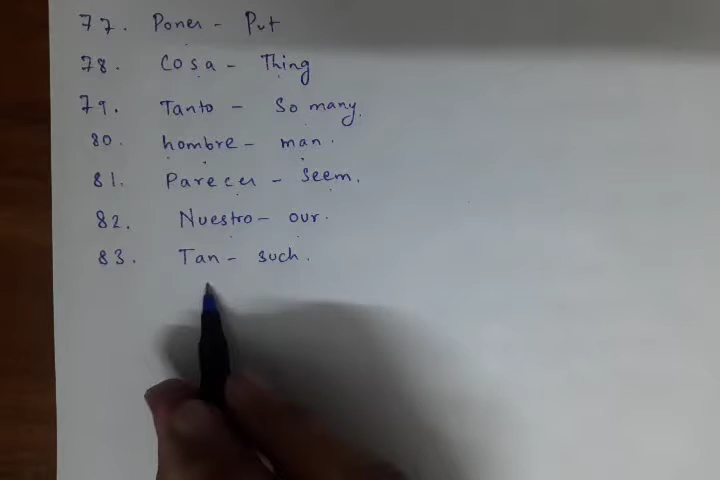 77. Poner - Put
78. Cosa - Thing
79. Tanto - So many.
80. hombre - man.
81. Parecer - seem.
82. Nuestro - our.
83. Tan - such.